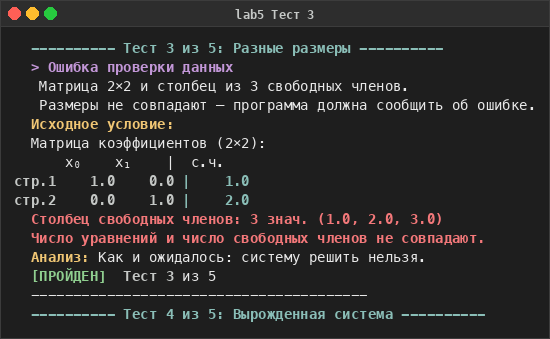 lab5 Тест 3
—————————— Тест 3 из 5: Разные размеры ——————————
> Ошибка проверки данных
Матрица 2×2 и столбец из 3 свободных членов.
Размеры не совпадают — программа должна сообщить об ошибке.
Исходное условие:
Матрица коэффициентов (2×2):
x₀ x₁ | с.ч.
стр.1 1.0 0.0 | 1.0
стр.2 0.0 1.0 | 2.0
Столбец свободных членов: 3 знач. (1.0, 2.0, 3.0)
Число уравнений и число свободных членов не совпадают.
Анализ: Как и ожидалось: систему решить нельзя.
[ПРОЙДЕН] Тест 3 из 5
————————————————————————————————————————
—————————— Тест 4 из 5: Вырожденная система ——————————